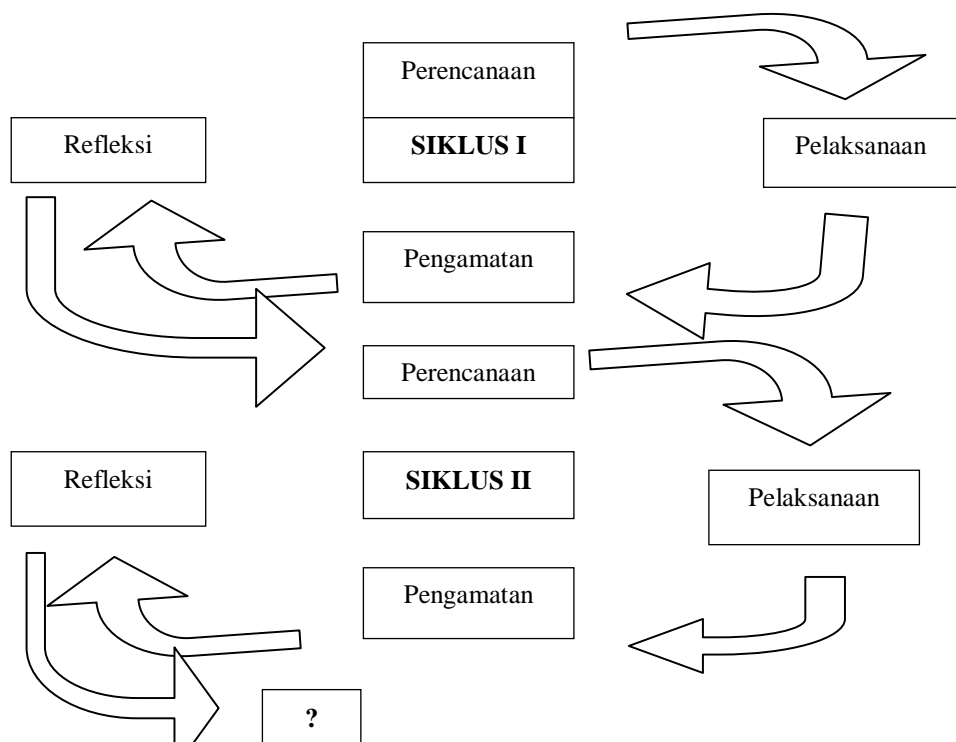 Perencanaan
Refleksi
SIKLUS I
Pelaksanaan
Pengamatan
Perencanaan
Refleksi
SIKLUS II
Pelaksanaan
Pengamatan
?